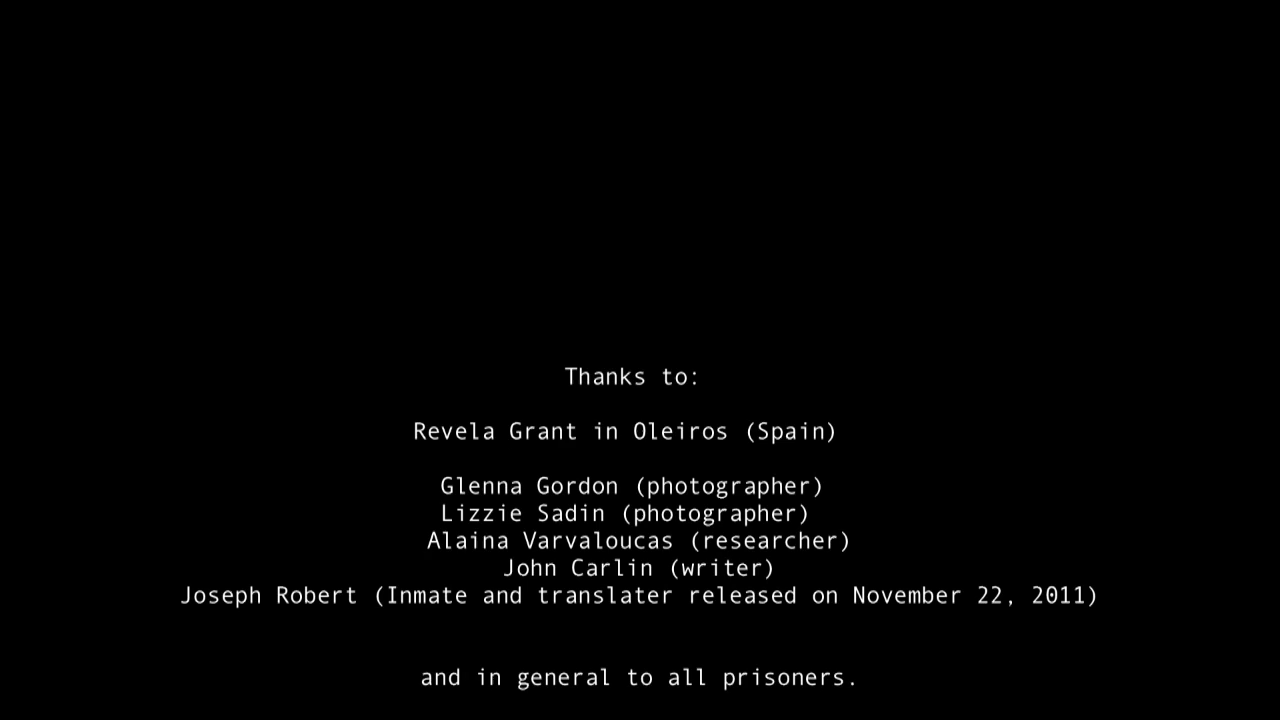 Thanks to:
Revela Grant in Oleiros (Spain)
Glenna Gordon (photographer)
Lizzie Sadin (photographer)
Alaina Varvaloucas (researcher)
John Carlin (writer)
Joseph Robert (Inmate and translater released on November 22, 2011)
and in general to all prisoners.